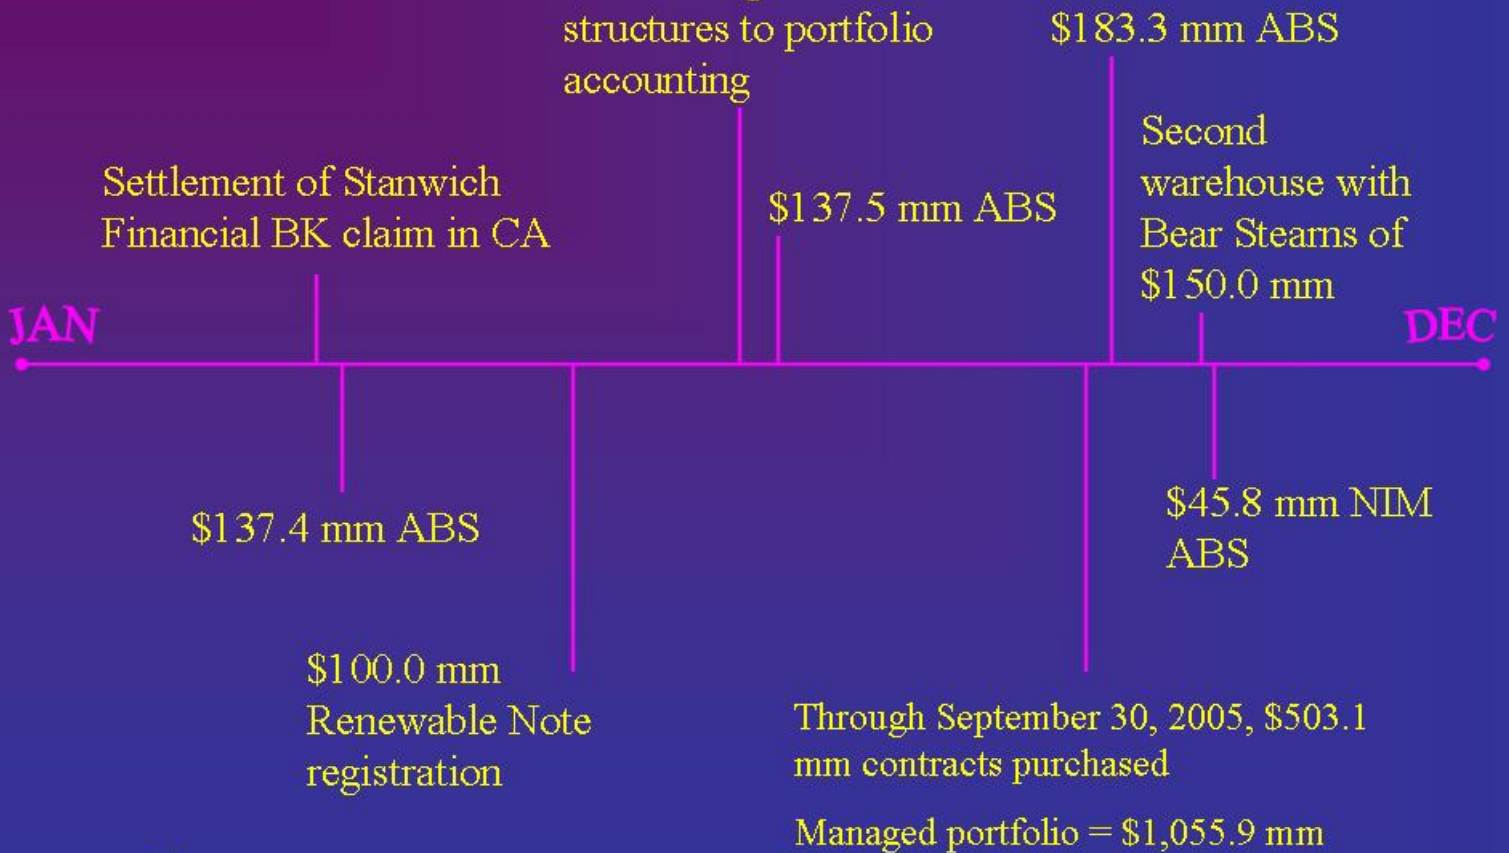 structures to portfolio
accounting
$183.3 mm ABS
Settlement of Stanwich
Financial BK claim in CA
$137.5 mm ABS
Second
warehouse with
Bear Stearns of
$150.0 mm
JAN
DEC
$137.4 mm ABS
$45.8 mm NIM
ABS
$100.0 mm
Renewable Note
registration
Through September 30, 2005, $503.1
mm contracts purchased
Managed portfolio = $1,055.9 mm